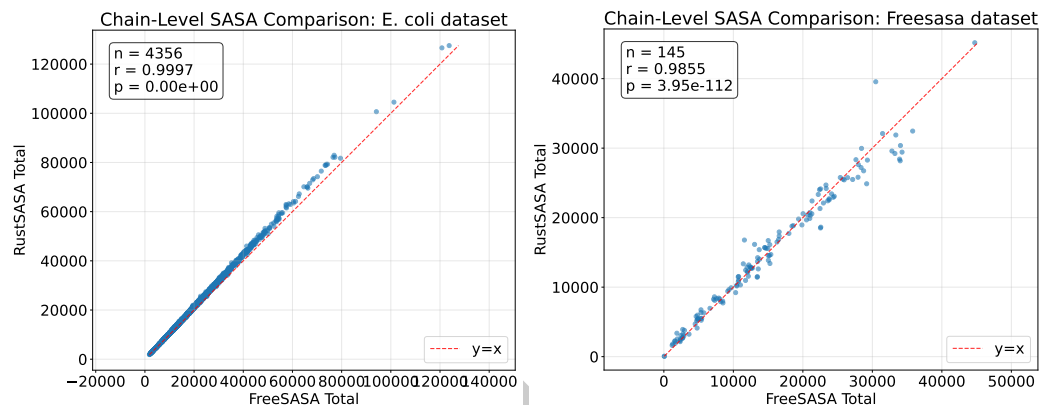 Chain-Level SASA Comparison: E. coli dataset
n = 4356
r = 0.9997
p = 0.00e+00
RustSASA Total
120000
100000
80000
60000
40000
20000
0
−20000 0 20000 40000 60000 80000 100000 120000 140000
FreeSASA Total
y=x
Chain-Level SASA Comparison: Freesasa dataset
n = 145
r = 0.9855
p = 3.95e-112
RustSASA Total
40000
30000
20000
10000
0
0 10000 20000 30000 40000 50000
FreeSASA Total
y=x